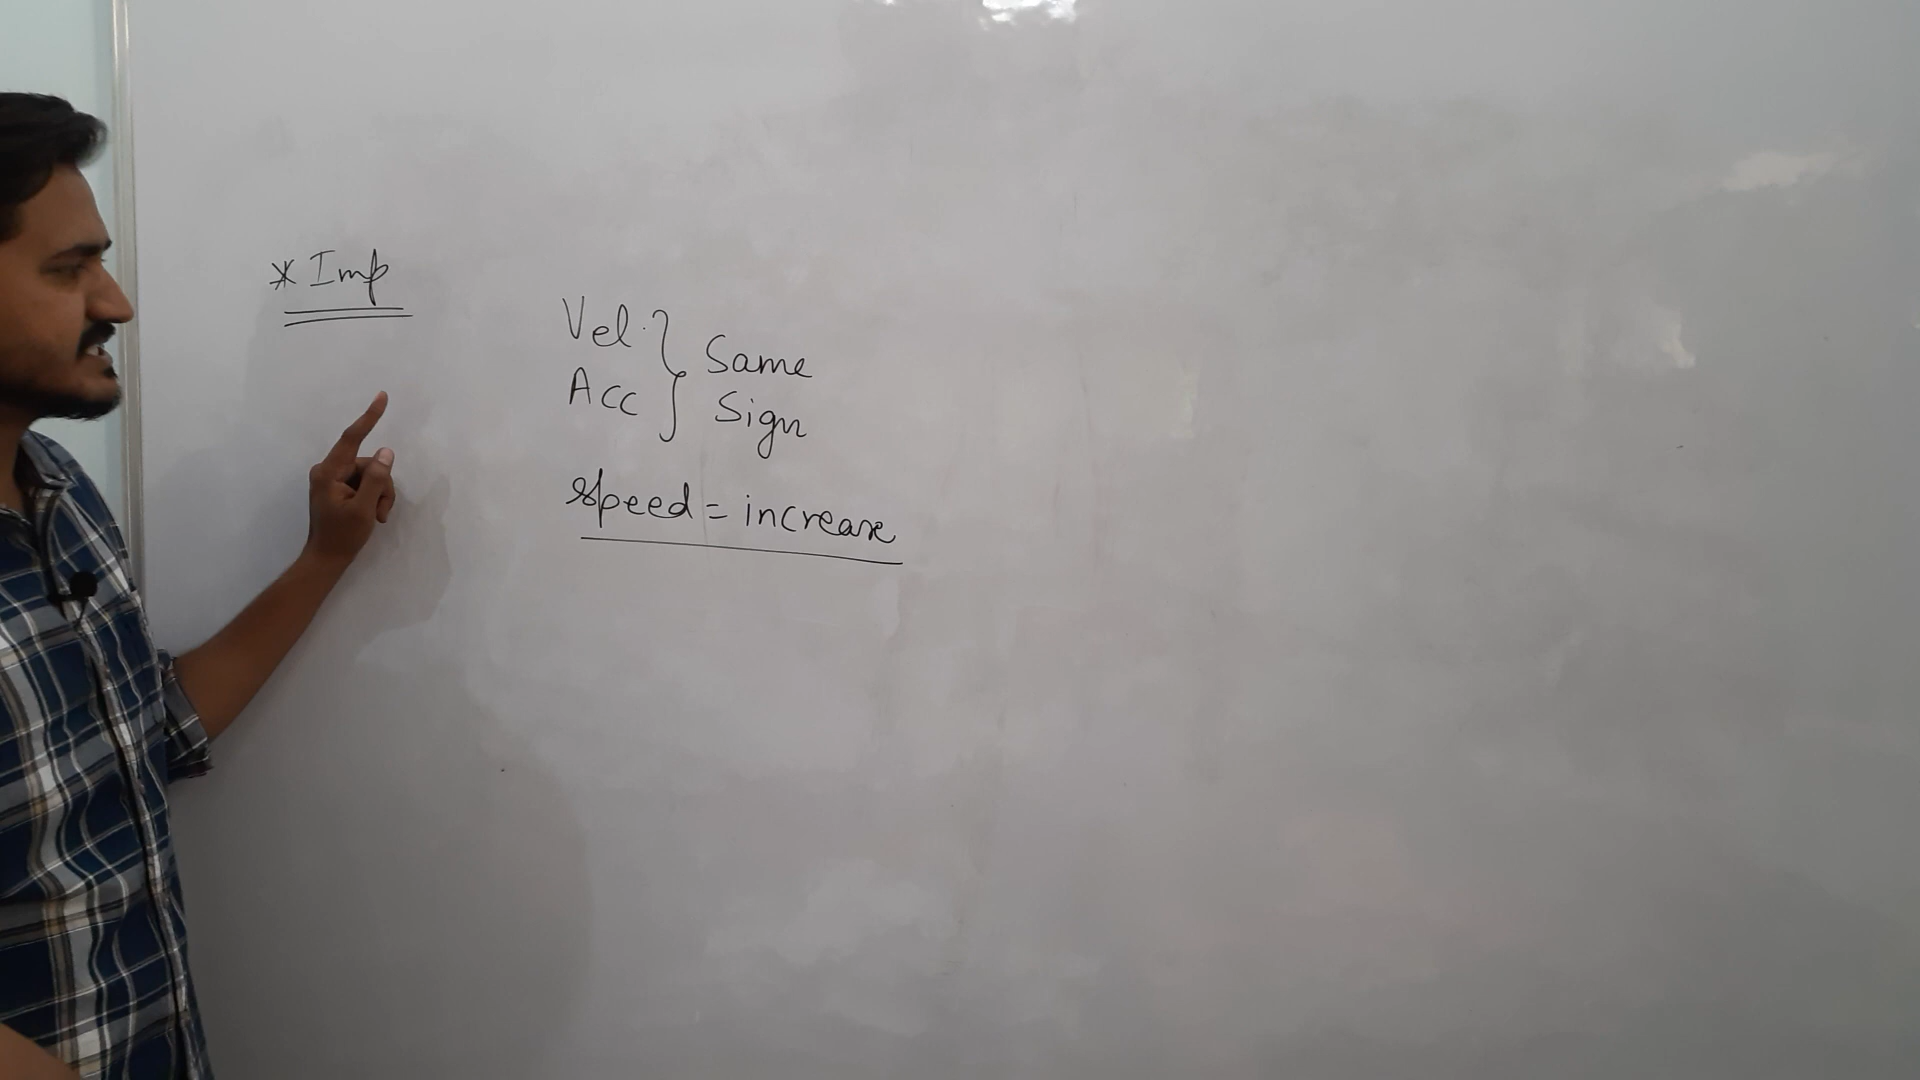 * Imp
Vel. } Same
Acc } Sign
speed = increase